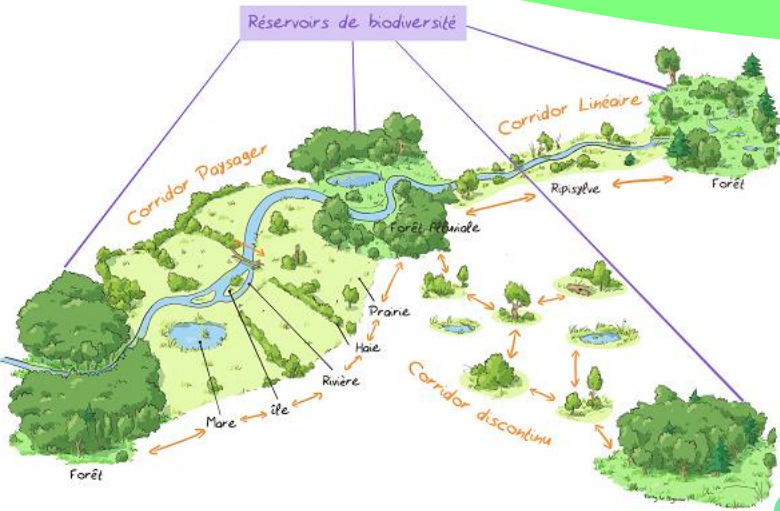 Réservoirs de biodiversité
Corridor Linéaire
Corridor Paysager
Forêt
Ripisylve
Forêt Alluviale
Prairie
Haie
Rivière
île
Mare
Forêt
Corridor discontinu